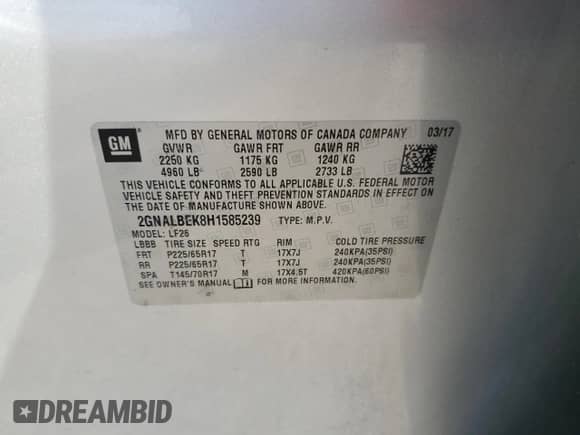 GM
MFD BY GENERAL MOTORS OF CANADA COMPANY 03/17
GVWR GAWR FRT GAWR RR
2250 KG 1175 KG 1240 KG
4960 LB 2590 LB 2733 LB
THIS VEHICLE CONFORMS TO ALL APPLICABLE U.S. FEDERAL MOTOR
VEHICLE SAFETY AND THEFT PREVENTION STANDARDS IN EFFECT ON
THE DATE OF MANUFACTURE SHOWN ABOVE.
2GNALBEK8H1585239 TYPE: M.P.V.
MODEL: LF26
LBBB TIRE SIZE SPEED RTG RIM COLD TIRE PRESSURE
FRT P225/65R17 T 17X7J 240KPA(35PSI)
RR P225/65R17 T 17X7J 240KPA(35PSI)
SPA T145/70R17 M 17X4.5T 420KPA(60PSI)
SEE OWNER'S MANUAL FOR MORE INFORMATION.
DREAMBID